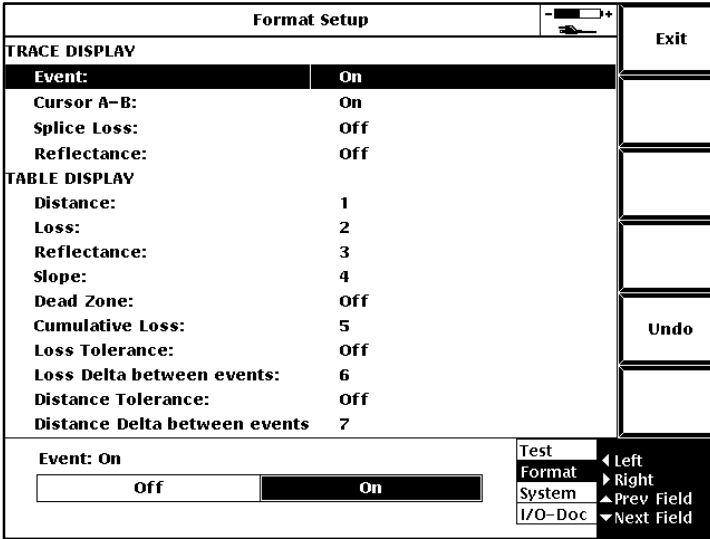 Format Setup
- +
Exit
TRACE DISPLAY
Event: On
Cursor A-B: On
Splice Loss: Off
Reflectance: Off
TABLE DISPLAY
Distance: 1
Loss: 2
Reflectance: 3
Slope: 4
Dead Zone: Off
Cumulative Loss: 5
Undo
Loss Tolerance: Off
Loss Delta between events: 6
Distance Tolerance: Off
Distance Delta between events 7
Event: On
Off On
Test
Format
System
I/O-Doc
Left
Right
Prev Field
Next Field